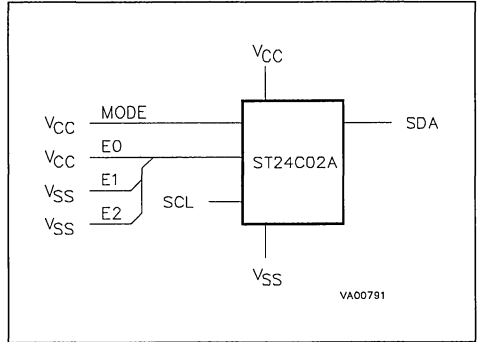 VCC
VCC MODE SDA
VCC E0 ST24C02A
VSS E1
VSS E2 SCL
VSS
VA00791